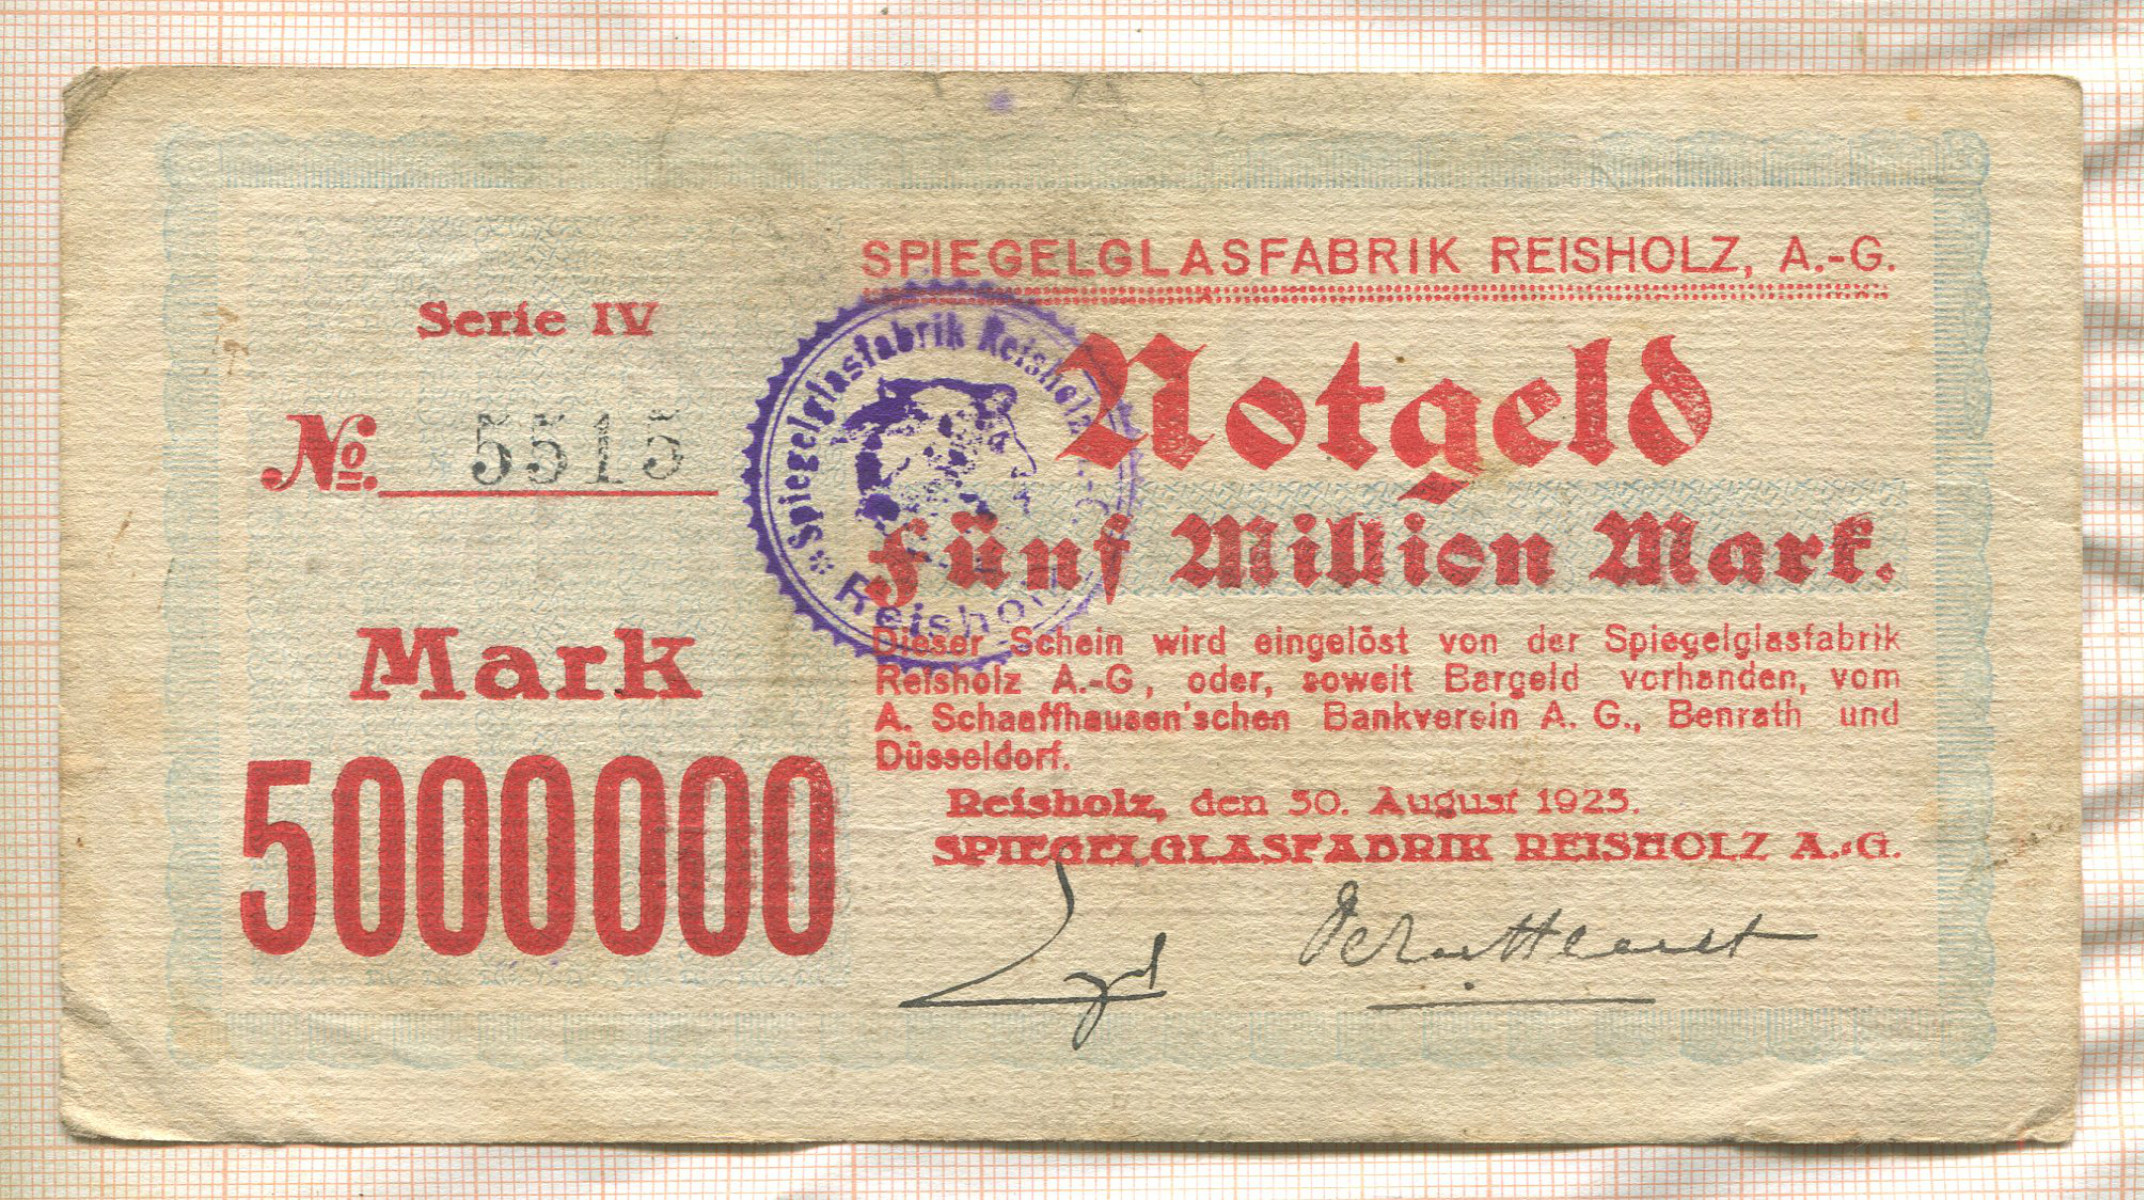 SPIEGELGLASFABRIK REISHOLZ, A.-G.
Serie IV
No. 5515
Notgeld
Fünf Million Mark.
* Spiegelglasfabrik Reisholz
Reisholz
Mark
5000000
Dieser Schein wird eingelöst von der Spiegelglasfabrik
Reisholz A.-G., oder, soweit Bargeld vorhanden, vom
A. Schaaffhausen'schen Bankverein A. G., Benrath und
Düsseldorf.
Reisholz, den 30. August 1923.
SPIEGELGLASFABRIK REISHOLZ A.-G.